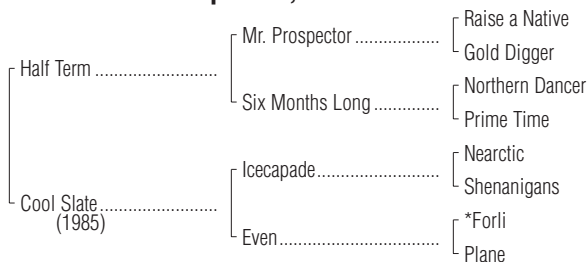 Raise a Native
Mr. Prospector
Gold Digger
Half Term
Northern Dancer
Six Months Long
Prime Time
Nearctic
Icecapade
Shenanigans
Cool Slate
(1985)
*Forli
Even
Plane